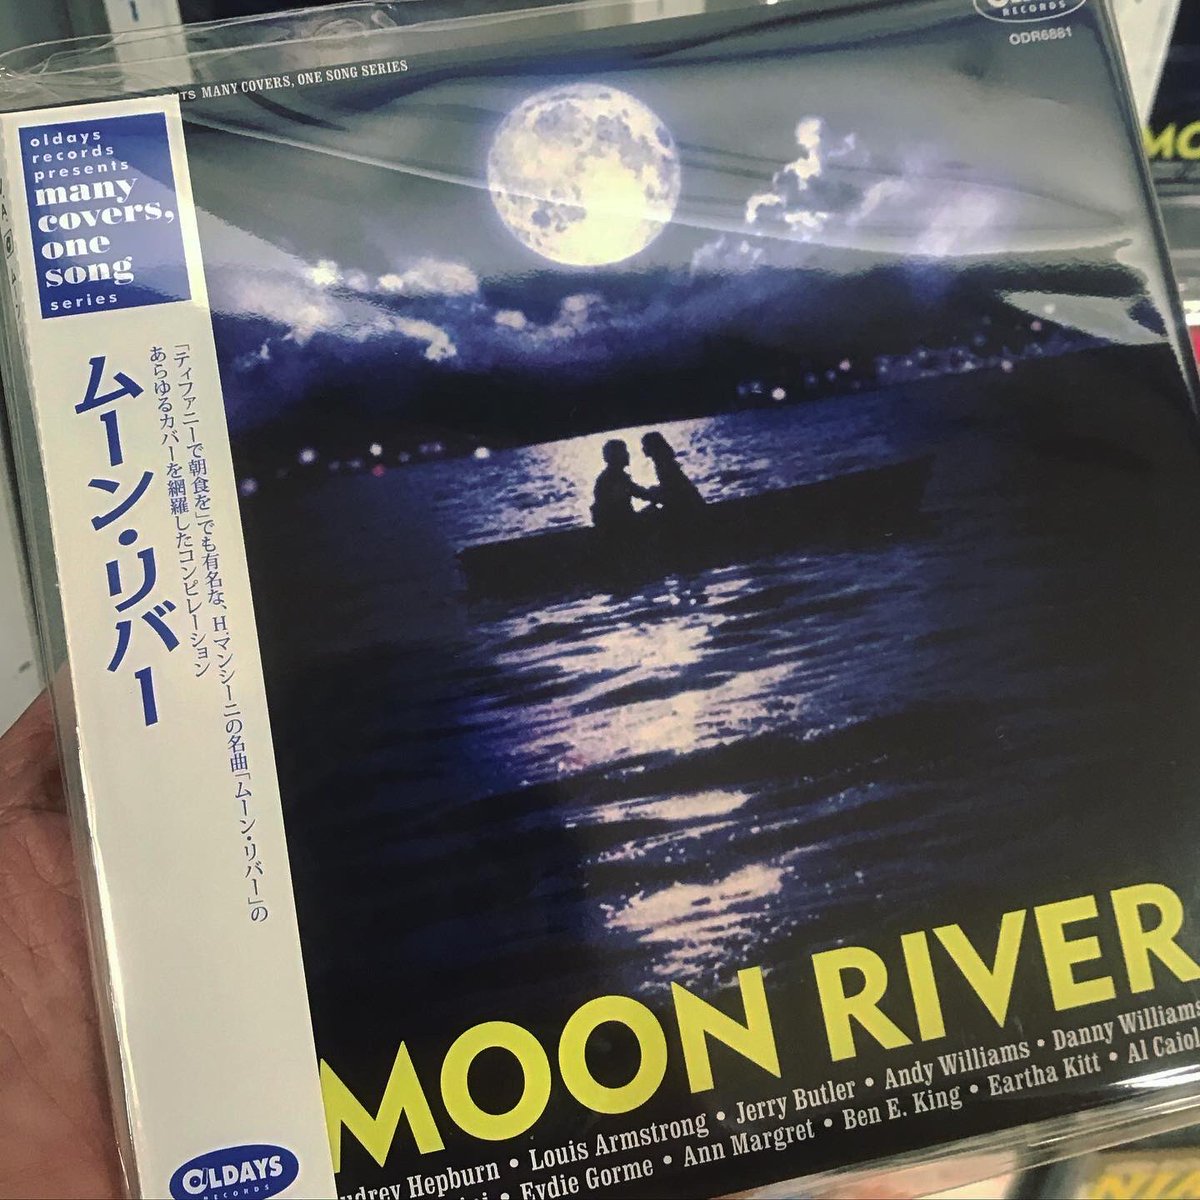 MANY COVERS, ONE SONG SERIES
RECORDS
ODR6881
oldays
records
presents
many
covers,
one
song
series
ムーン・リバー
「ティファニーで朝食を」でも有名な、H.マンシーニの名曲「ムーン・リバー」の
あらゆるカバーを網羅したコンピレーション
MOON RIVER
Hepburn • Louis Armstrong • Jerry Butler • Andy Williams • Danny Williams
• Eydie Gorme • Ann Margret • Ben E. King • Eartha Kitt • Al
OLDAYS
RECORDS